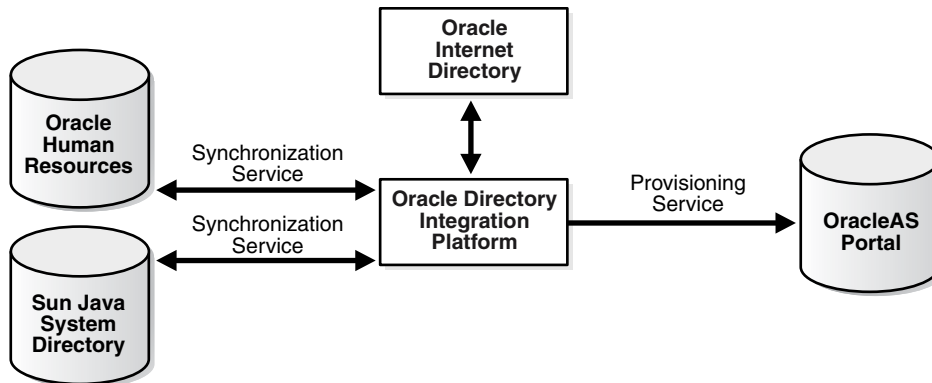 Oracle
Internet
Directory
Oracle
Human
Resources
Synchronization
Service
Oracle Directory
Integration
Platform
Provisioning
Service
OracleAS
Portal
Synchronization
Service
Sun Java
System
Directory